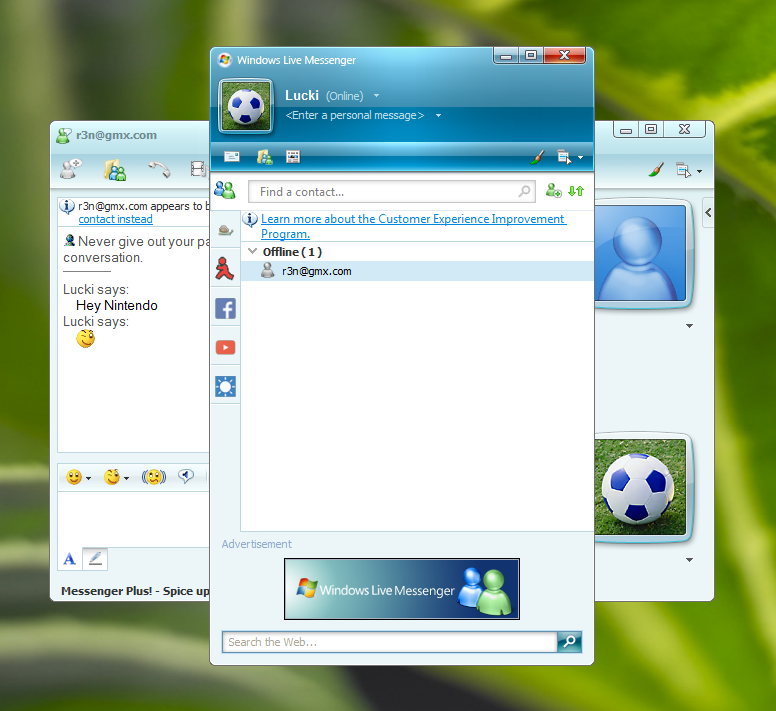 Windows Live Messenger
Lucki (Online)
<Enter a personal message>
Find a contact...
Learn more about the Customer Experience Improvement
Program.
Offline ( 1 )
r3n@gmx.com
Advertisement
Windows Live Messenger
Search the Web...
r3n@gmx.com
r3n@gmx.com appears to
contact instead
Never give out your
conversation.
Lucki says:
Hey Nintendo
Lucki says:
A
Messenger Plus! - Spice up